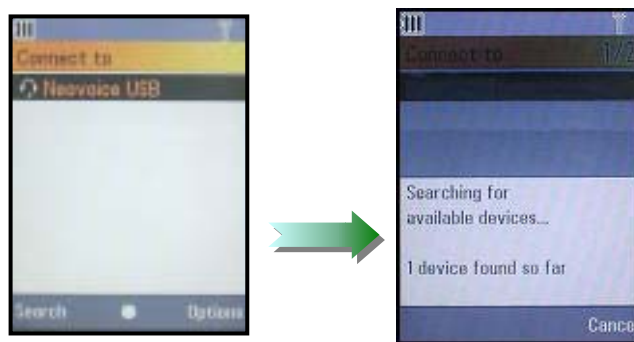 Connect to
Neovoice USB
Search Options
Connect to 1/2
Searching for
available devices...
1 device found so far
Cance